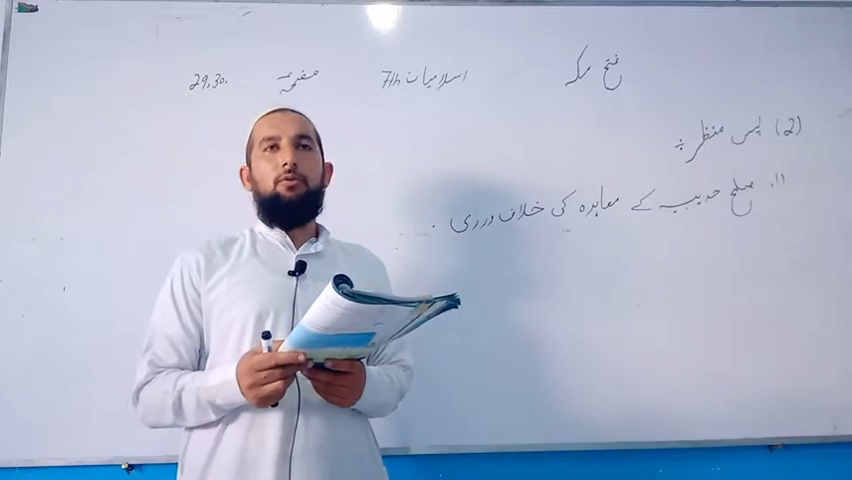 فتح مکہ اسلامیات 7th صفحہ 29,30.
(2) پس منظر :
(1) صلح حدیبیہ کے معاہدہ کی خلاف ورزی .